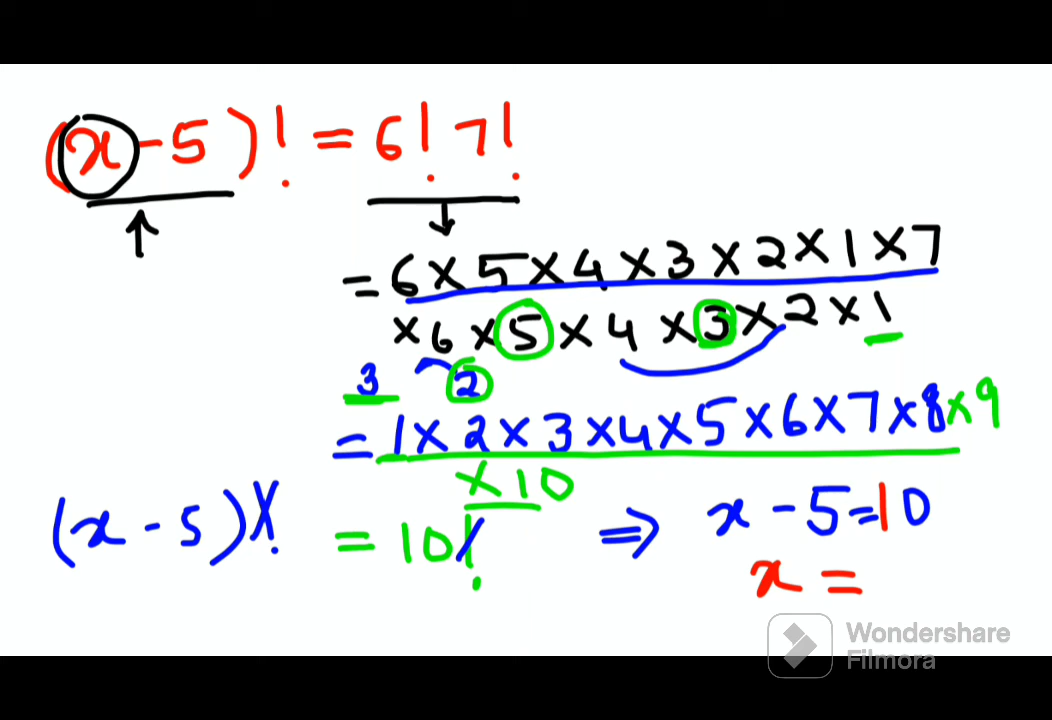 (x-5)! = 6! 7!
= 6 × 5 × 4 × 3 × 2 × 1 × 7
× 6 × 5 × 4 × 3 × 2 × 1
3 2
= 1 × 2 × 3 × 4 × 5 × 6 × 7 × 8 × 9
× 10
(x-5)! = 10! ⇒ x - 5 = 10
x =
Wondershare
Filmora